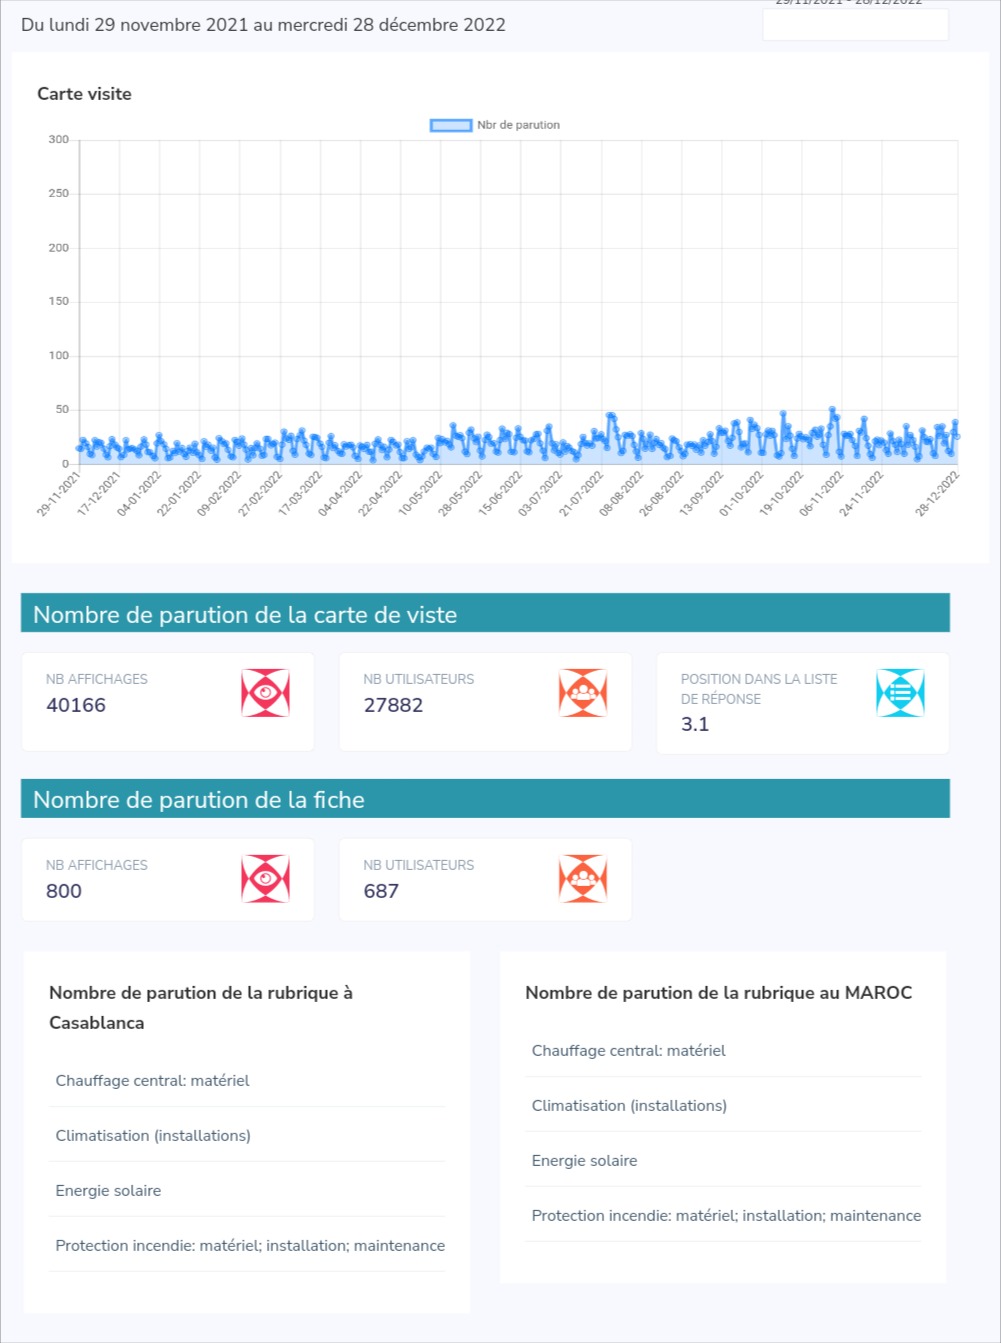 29/11/2021 - 28/12/2022
Du lundi 29 novembre 2021 au mercredi 28 décembre 2022
Carte visite
Nbr de parution
300
250
200
150
100
50
0
29-11-2021
17-12-2021
04-01-2022
22-01-2022
09-02-2022
27-02-2022
17-03-2022
04-04-2022
22-04-2022
10-05-2022
28-05-2022
15-06-2022
03-07-2022
21-07-2022
08-08-2022
26-08-2022
13-09-2022
01-10-2022
19-10-2022
06-11-2022
24-11-2022
28-12-2022
Nombre de parution de la carte de viste
NB AFFICHAGES
40166
NB UTILISATEURS
27882
POSITION DANS LA LISTE
DE RÉPONSE
3.1
Nombre de parution de la fiche
NB AFFICHAGES
800
NB UTILISATEURS
687
Nombre de parution de la rubrique à
Casablanca
Chauffage central: matériel
Climatisation (installations)
Energie solaire
Protection incendie: matériel; installation; maintenance
Nombre de parution de la rubrique au MAROC
Chauffage central: matériel
Climatisation (installations)
Energie solaire
Protection incendie: matériel; installation; maintenance